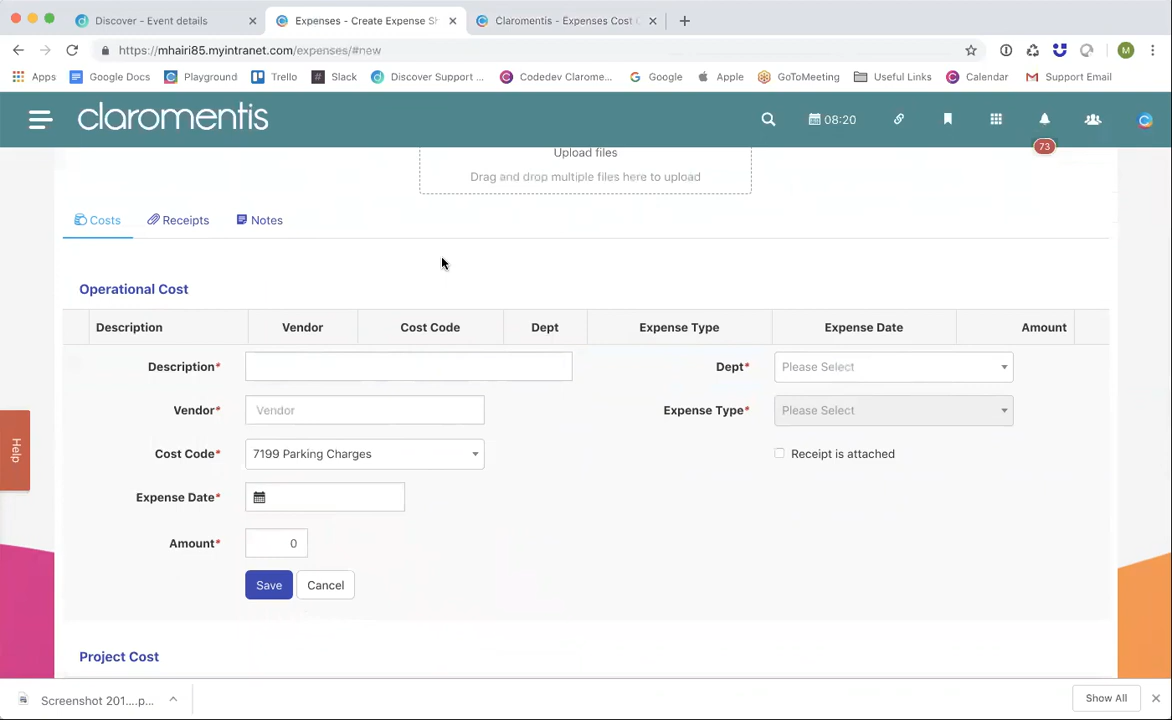 Discover - Event details
Expenses - Create Expense Sh
Claromentis - Expenses Cost C
https://mhairi85.myintranet.com/expenses/#new
M
Apps
Google Docs
Playground
Trello
Slack
Discover Support ...
Codedev Clarome...
Google
Apple
GoToMeeting
Useful Links
Calendar
Support Email
claromentis
08:20
73
Upload files
Drag and drop multiple files here to upload
Costs
Receipts
Notes
Operational Cost
Description
Vendor
Cost Code
Dept
Expense Type
Expense Date
Amount
Description*
Dept*
Please Select
Vendor*
Vendor
Expense Type*
Please Select
Cost Code*
7199 Parking Charges
Receipt is attached
Help
Expense Date*
Amount*
0
Save
Cancel
Project Cost
Screenshot 201....p...
Show All